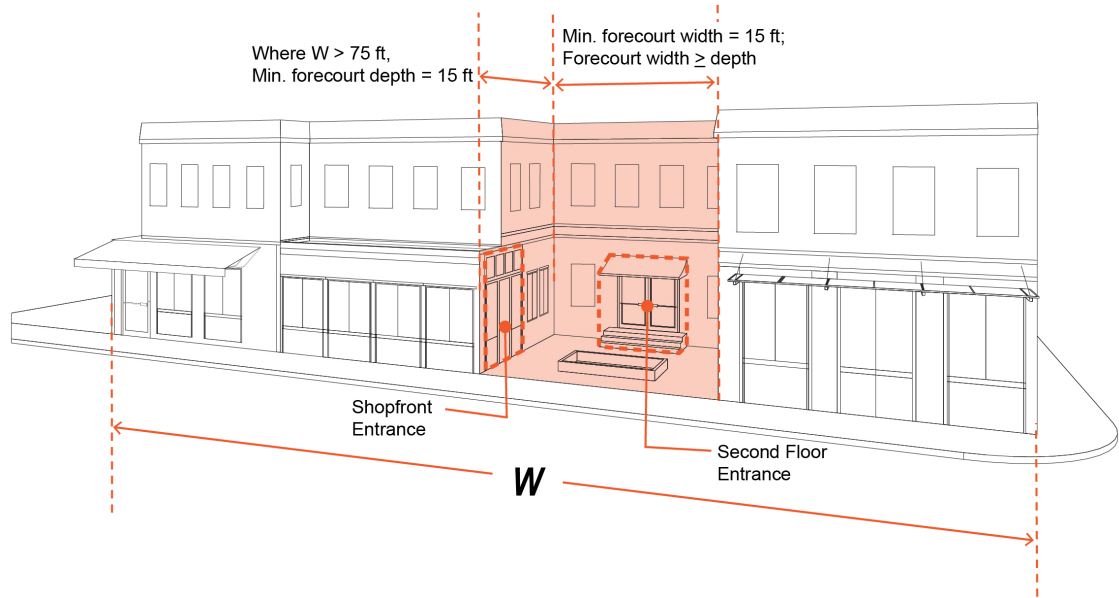 Where W > 75 ft,
Min. forecourt depth = 15 ft
Min. forecourt width = 15 ft;
Forecourt width ≥ depth
Shopfront
Entrance
Second Floor
Entrance
W